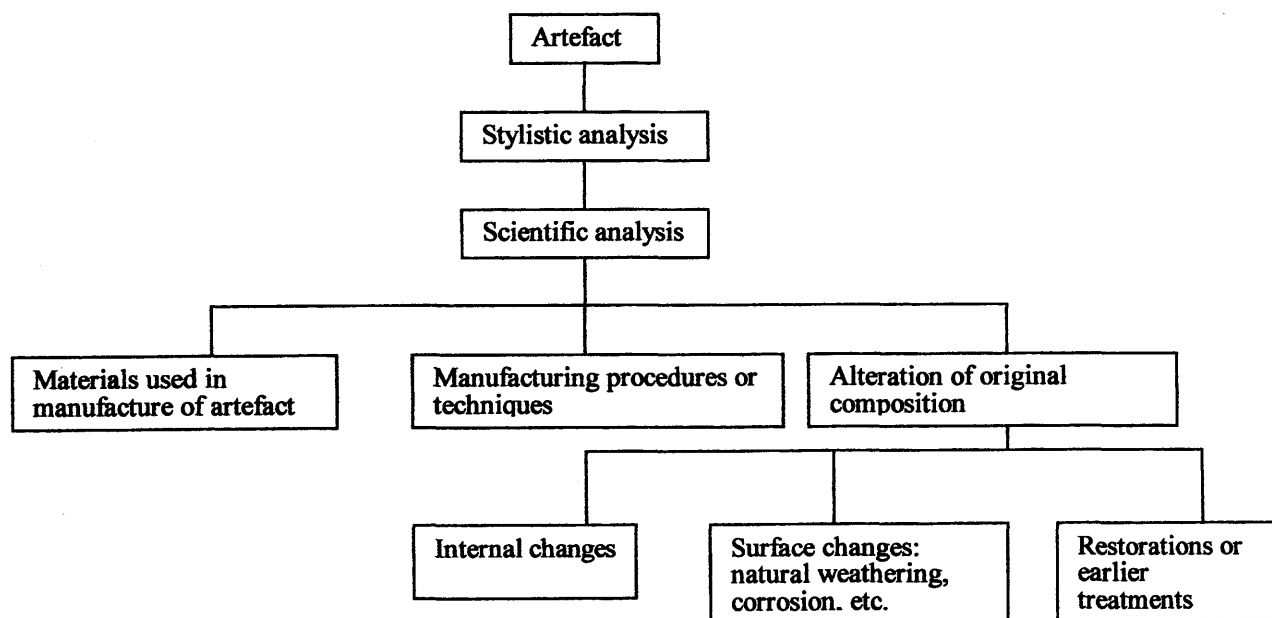 Artefact
Stylistic analysis
Scientific analysis
Materials used in
manufacture of artefact
Manufacturing procedures or
techniques
Alteration of original
composition
Internal changes
Surface changes:
natural weathering,
corrosion. etc.
Restorations or
earlier
treatments